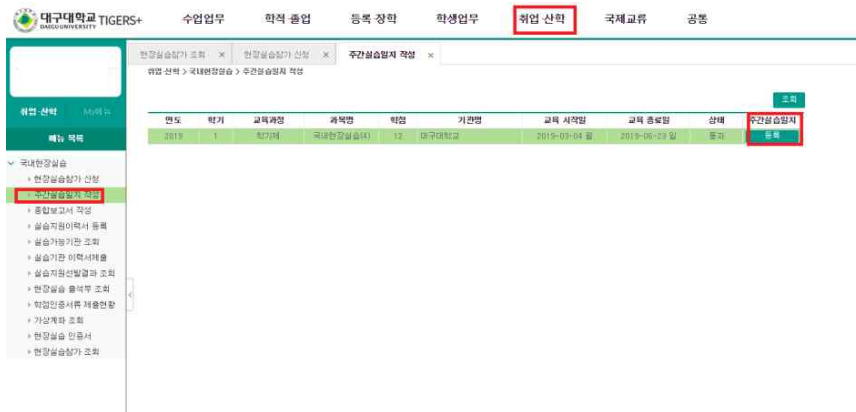 대구대학교 TIGERS+
DAEGU UNIVERSITY
수업업무 학적·졸업 등록·장학 학생업무 취업·산학 국제교류 공통
현장실습참가 조회 × 현장실습참가 신청 × 주간실습일지 작성 ×
취업·산학 > 국내현장실습 > 주간실습일지 작성
조회
취업·산학 My메뉴
메뉴 목록
년도 학기 교육과정 과목명 학점 기관명 교육 시작일 교육 종료일 상태 주간실습일지
2019 1 학기제 국내현장실습(4) 12 대구대학교 2019-03-04 월 2019-06-23 일 통과 등록
국내현장실습
현장실습참가 신청
주간실습일지 작성
종합보고서 작성
실습지원이력서 등록
실습가능기관 조회
실습기관 이력서제출
실습지원선발결과 조회
현장실습 출석부 조회
학점인증서류 제출현황
가상계좌 조회
현장실습 인증서
현장실습참가 조회